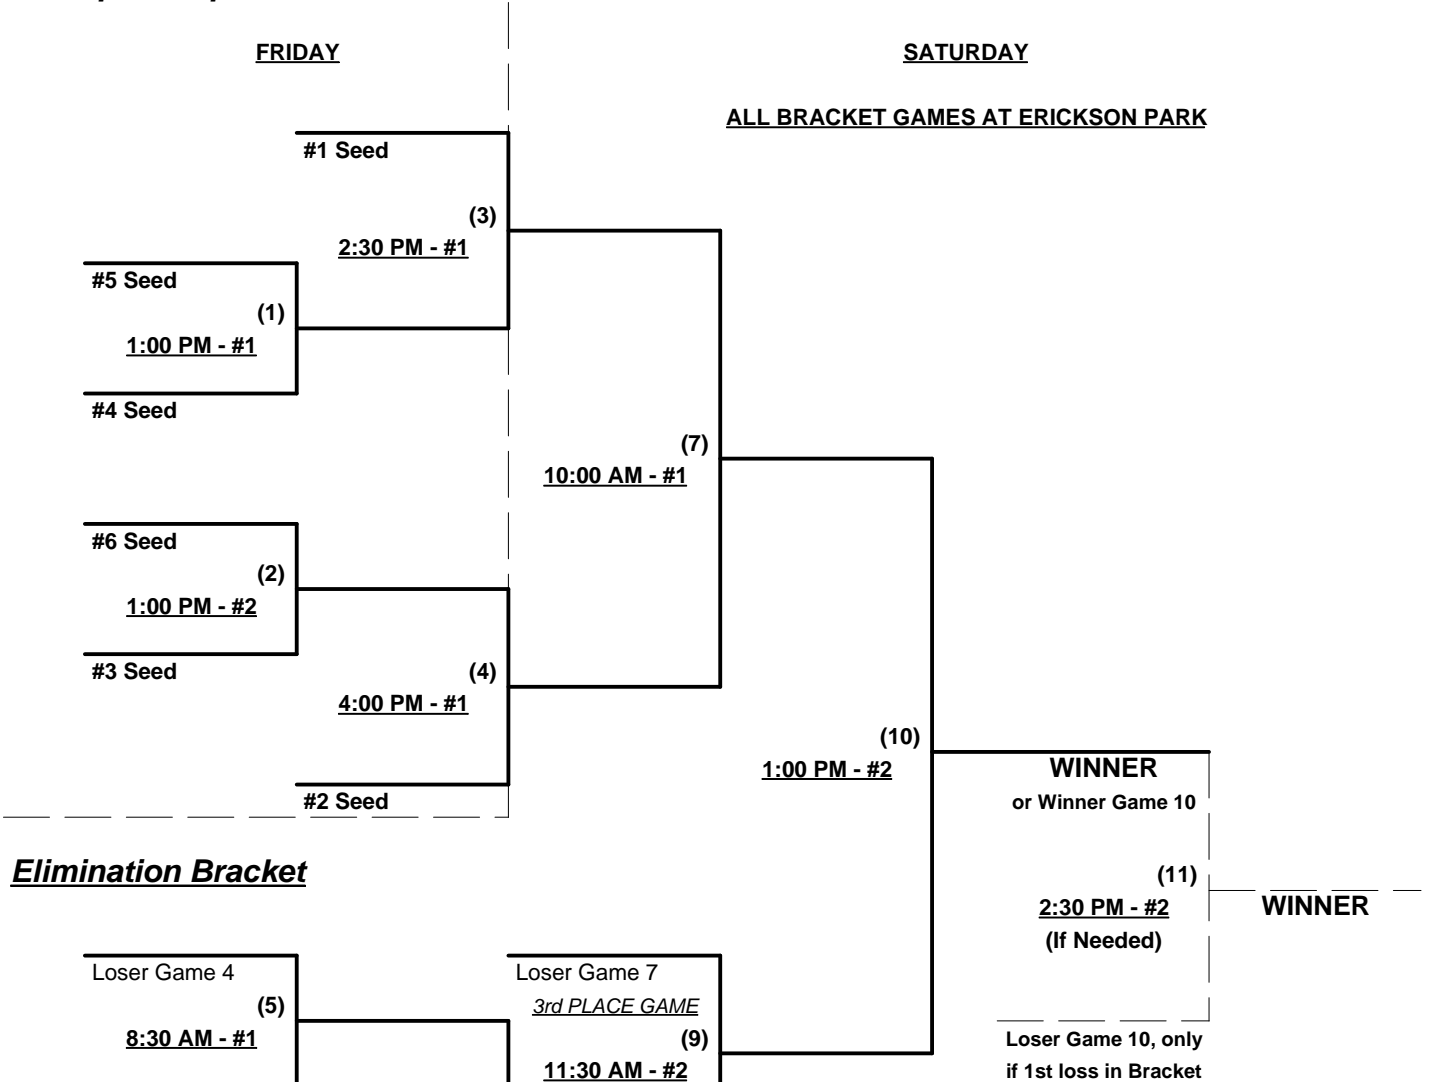 FRIDAY
SATURDAY
ALL BRACKET GAMES AT ERICKSON PARK
#1 Seed
(3)
2:30 PM - #1
#5 Seed
(1)
1:00 PM - #1
#4 Seed
(7)
10:00 AM - #1
#6 Seed
(2)
1:00 PM - #2
#3 Seed
(4)
4:00 PM - #1
#2 Seed
(10)
1:00 PM - #2
WINNER
or Winner Game 10
(11)
2:30 PM - #2
(If Needed)
WINNER
Loser Game 10, only
if 1st loss in Bracket
Elimination Bracket
Loser Game 4
(5)
8:30 AM - #1
Loser Game 7
3rd PLACE GAME
(9)
11:30 AM - #2